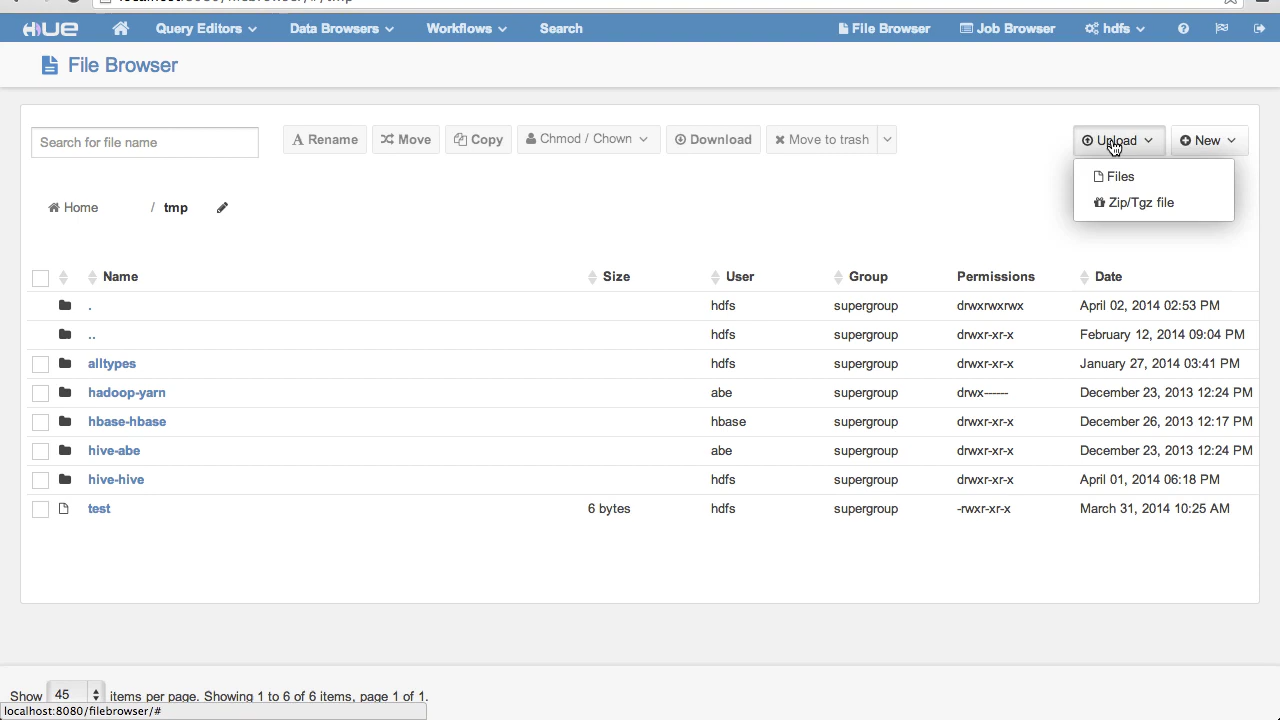 HUE Query Editors Data Browsers Workflows Search File Browser Job Browser hdfs
File Browser
Search for file name Rename Move Copy Chmod / Chown Download Move to trash Upload New
Files
Zip/Tgz file
Home / tmp
Name Size User Group Permissions Date
. hdfs supergroup drwxrwxrwx April 02, 2014 02:53 PM
.. hdfs supergroup drwxr-xr-x February 12, 2014 09:04 PM
alltypes hdfs supergroup drwxr-xr-x January 27, 2014 03:41 PM
hadoop-yarn abe supergroup drwx------ December 23, 2013 12:24 PM
hbase-hbase hbase supergroup drwxr-xr-x December 26, 2013 12:17 PM
hive-abe abe supergroup drwxr-xr-x December 23, 2013 12:24 PM
hive-hive hdfs supergroup drwxr-xr-x April 01, 2014 06:18 PM
test 6 bytes hdfs supergroup -rwxr-xr-x March 31, 2014 10:25 AM
Show 45 items per page. Showing 1 to 6 of 6 items, page 1 of 1.
localhost:8080/filebrowser/#